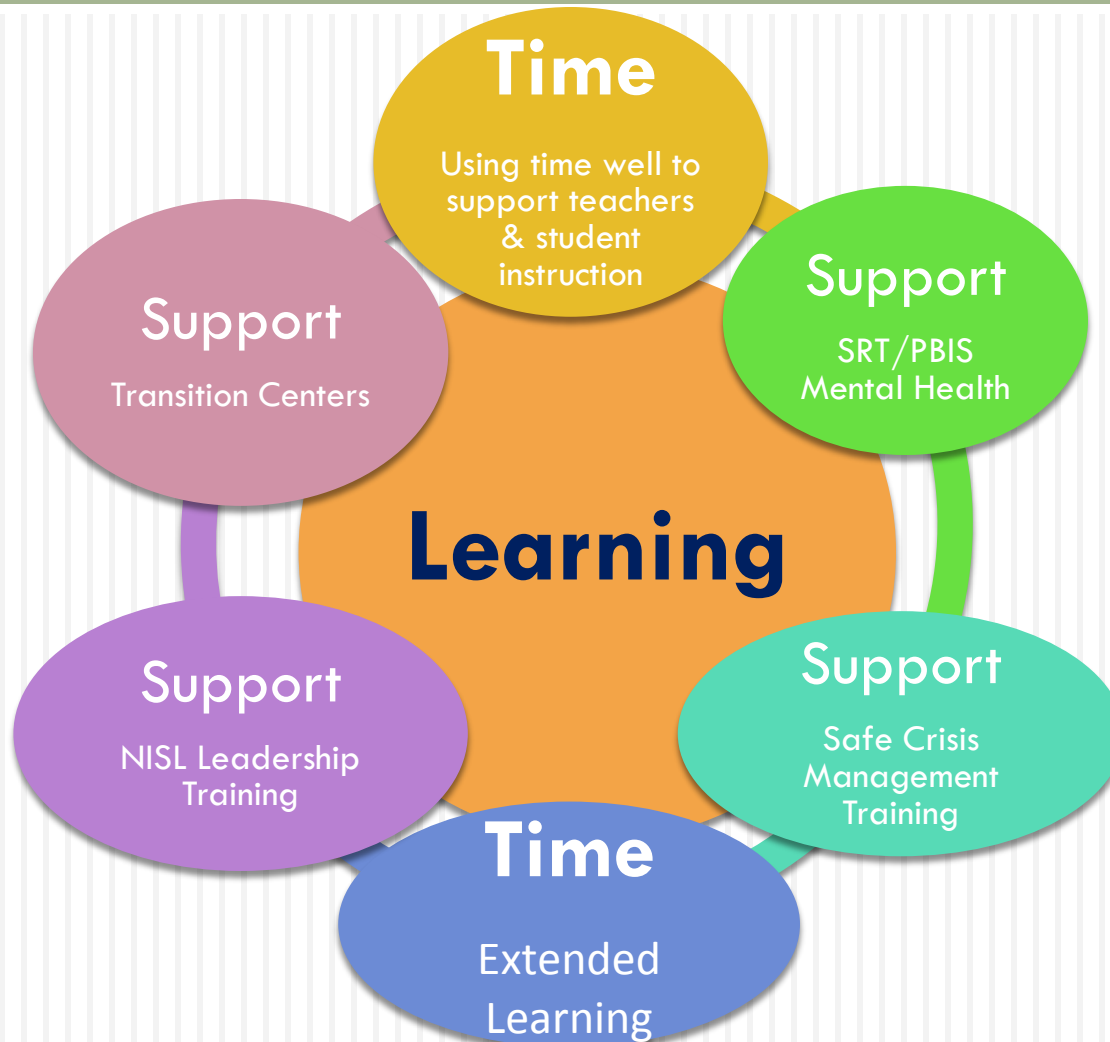 Time
Using time well to
support teachers
& student
instruction
Support
SRT/PBIS
Mental Health
Support
Safe Crisis
Management
Training
Time
Extended
Learning
Support
NISL Leadership
Training
Support
Transition Centers
Learning